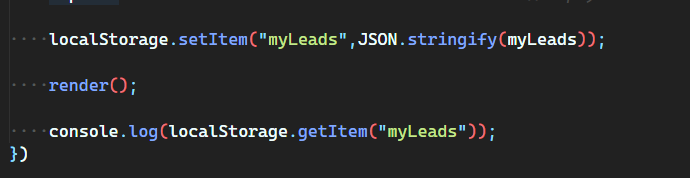 localStorage.setItem("myLeads",JSON.stringify(myLeads));
render();
console.log(localStorage.getItem("myLeads"));
})